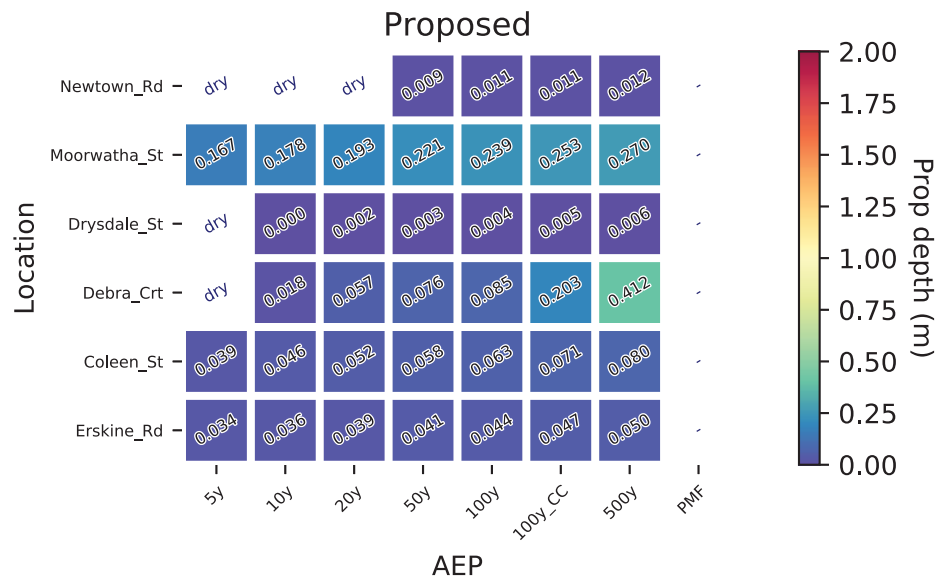 Proposed
Location
Newtown_Rd dry dry dry 0.009 0.011 0.011 0.012 -
Moorwatha_St 0.167 0.178 0.193 0.221 0.239 0.253 0.270 -
Drysdale_St dry 0.000 0.002 0.003 0.004 0.005 0.006 -
Debra_Crt dry 0.018 0.057 0.076 0.085 0.203 0.412 -
Coleen_St 0.039 0.046 0.052 0.058 0.063 0.071 0.080 -
Erskine_Rd 0.034 0.036 0.039 0.041 0.044 0.047 0.050 -
5y 10y 20y 50y 100y 100y_CC 500y PMF
AEP
2.00
1.75
1.50
1.25
1.00
0.75
0.50
0.25
0.00
Prop depth (m)